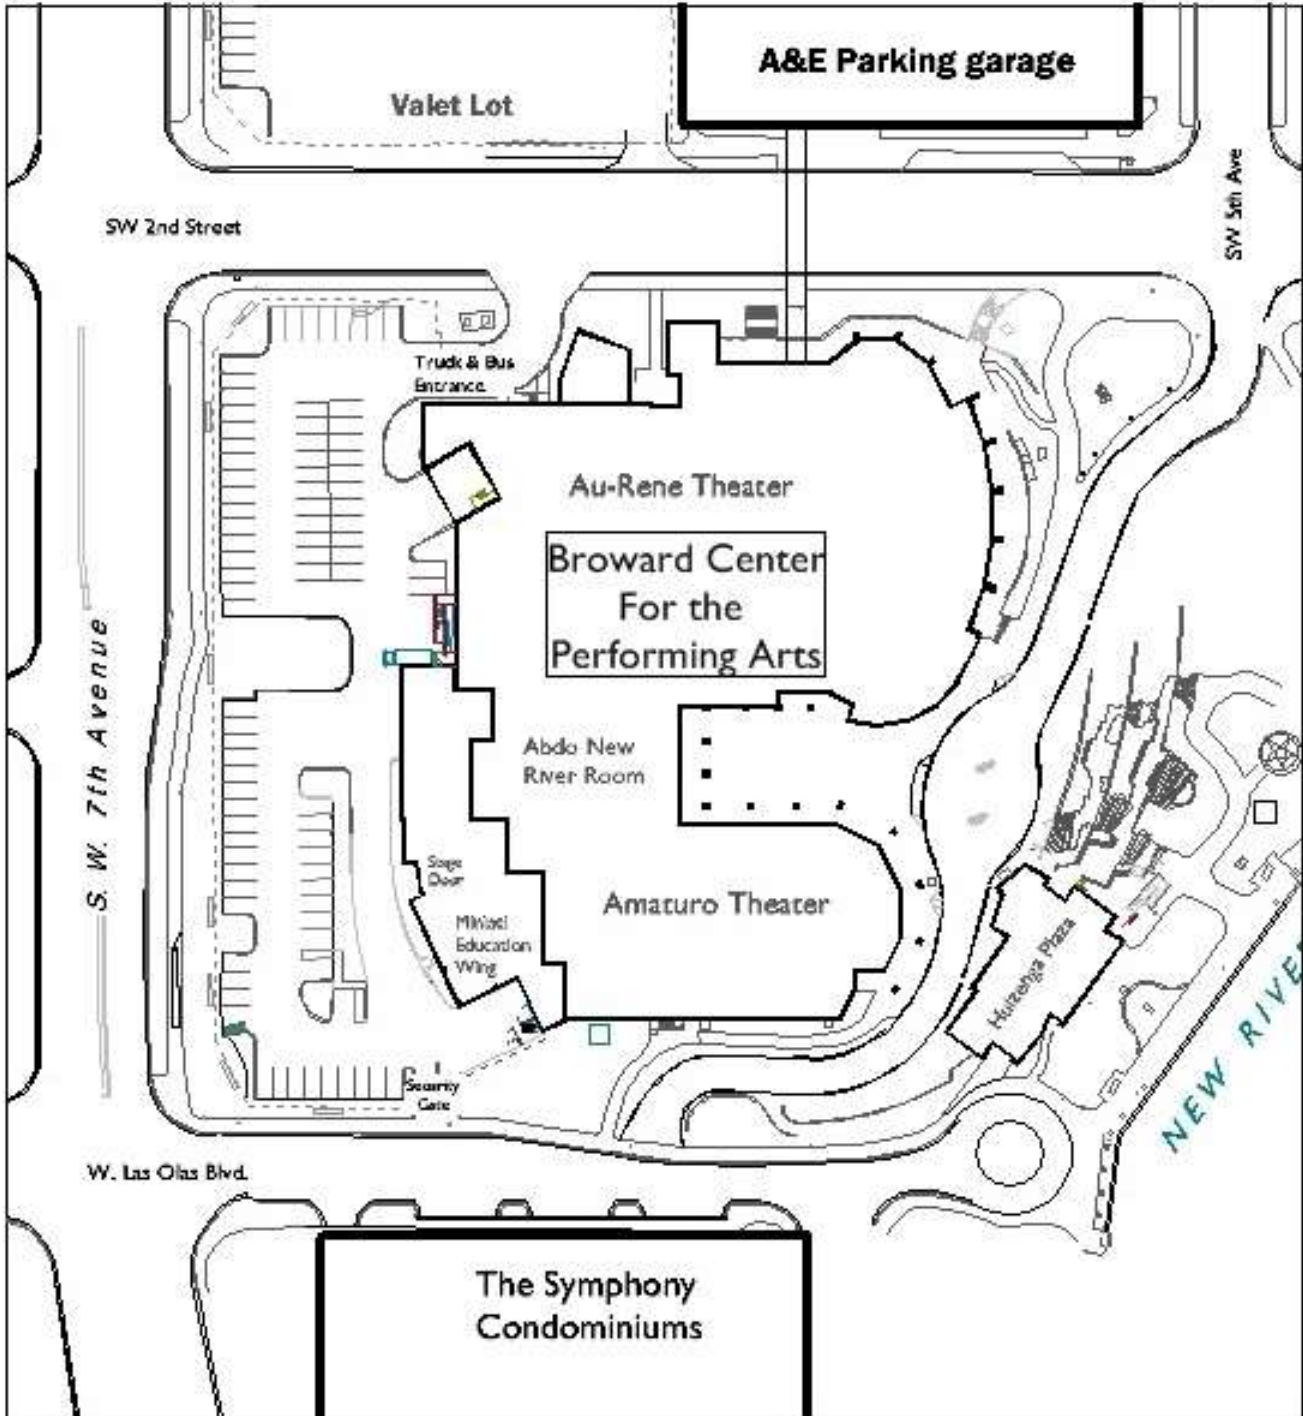 A&E Parking garage
Valet Lot
SW 5th Ave
SW 2nd Street
Truck & Bus
Entrance
Au-Rene Theater
Broward Center
For the
Performing Arts
S. W. 7th Avenue
Abdo New
River Room
Stage
Door
Amaturo Theater
Miniaci
Education
Wing
Huizenga Plaza
NEW RIVER
Security
Gate
W. Las Olas Blvd.
The Symphony
Condominiums